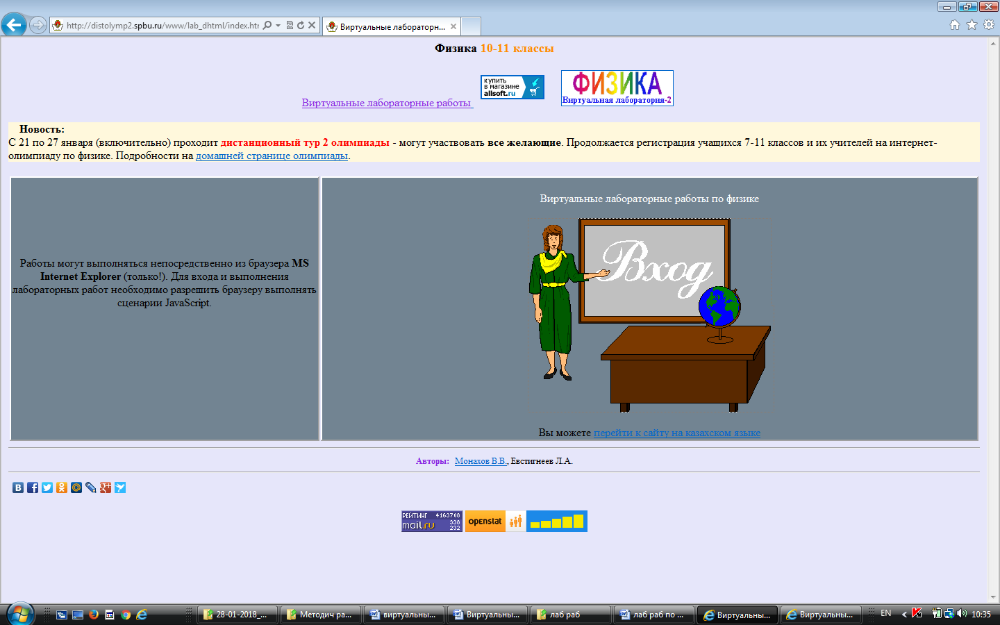 http://distolymp2.spbu.ru/www/lab_dhtml/index.htr
Виртуальные лабораторн...
Физика 10-11 классы
купить
в магазине
allsoft.ru
ФИЗИКА
Виртуальная лаборатория-2
Виртуальные лабораторные работы
Новость:
С 21 по 27 января (включительно) проходит дистанционный тур 2 олимпиады - могут участвовать все желающие. Продолжается регистрация учащихся 7-11 классов и их учителей на интернет-
олимпиаду по физике. Подробности на домашней странице олимпиады.
Работы могут выполняться непосредственно из браузера MS
Internet Explorer (только!). Для входа и выполнения
лабораторных работ необходимо разрешить браузеру выполнять
сценарии JavaScript.
Виртуальные лабораторные работы по физике
Вход
Вы можете перейти к сайту на казахском языке
Авторы: Монахов В.В., Евстигнеев Л.А.
РЕЙТИНГ 4163708
mail.ru 338
232
openstat
28-01-2018_...
Методич ра...
виртуальны...
Виртуальны...
лаб раб
лаб раб по ...
Виртуальны...
Виртуальны...
EN
10:35